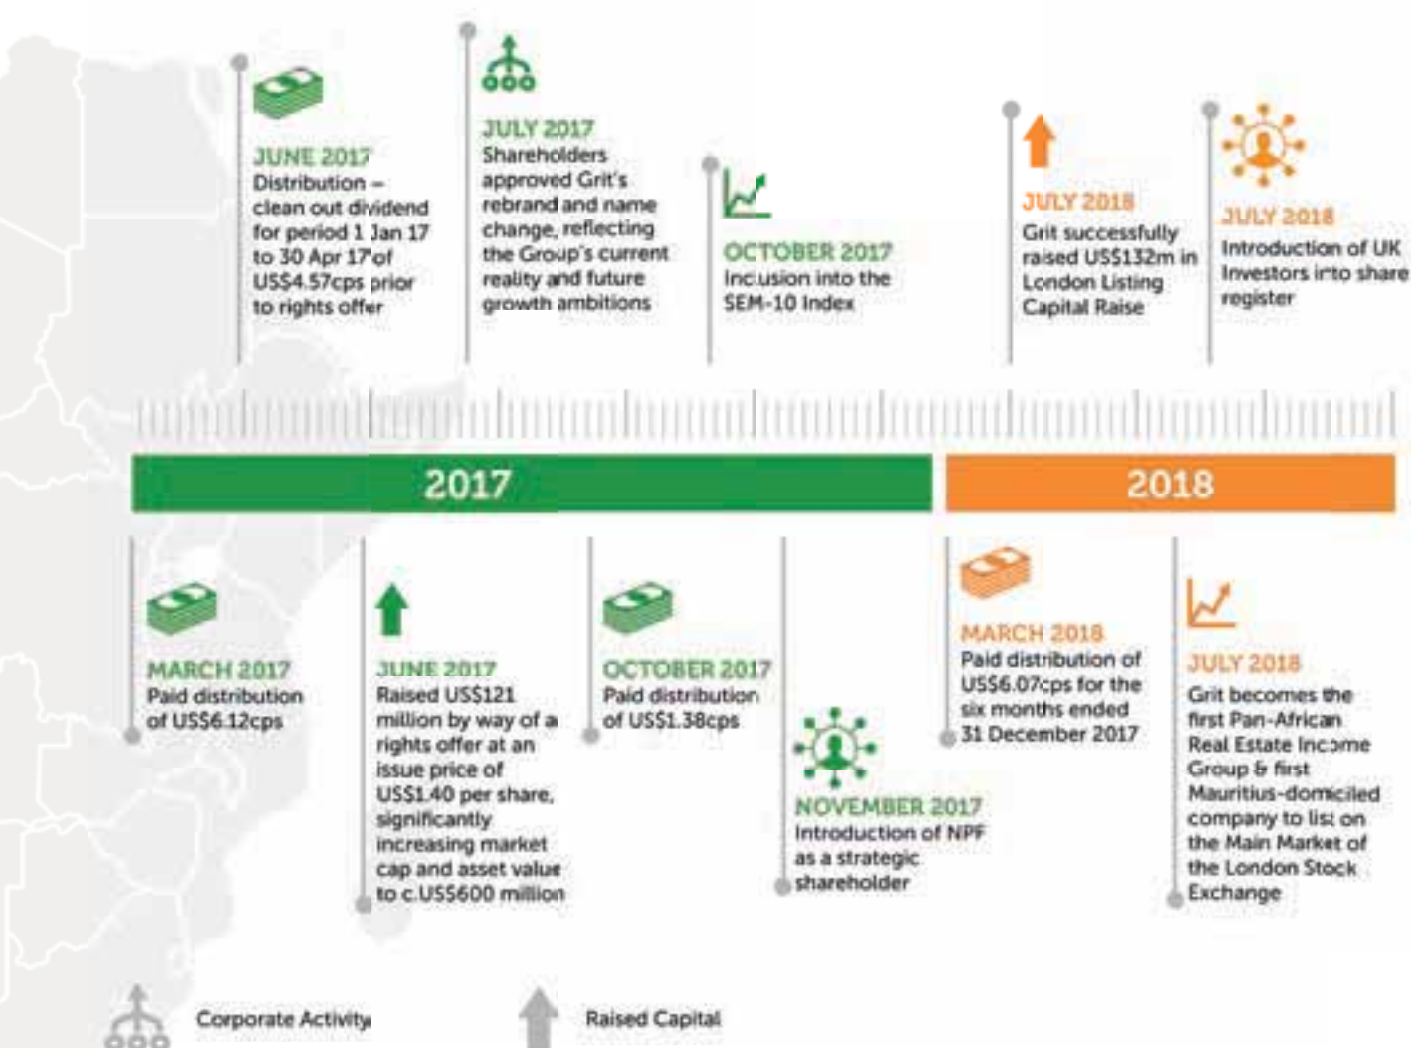 JUNE 2017
Distribution –
clean out dividend
for period 1 Jan 17
to 30 Apr 17 of
US$4.57cps prior
to rights offer
JULY 2017
Shareholders
approved Grit's
rebrand and name
change, reflecting
the Group's current
reality and future
growth ambitions
OCTOBER 2017
Inclusion into the
SEM-10 Index
JULY 2018
Grit successfully
raised US$132m in
London Listing
Capital Raise
JULY 2018
Introduction of UK
Investors into share
register
2017
2018
MARCH 2017
Paid distribution
of US$6.12cps
JUNE 2017
Raised US$121
million by way of a
rights offer at an
issue price of
US$1.40 per share,
significantly
increasing market
cap and asset value
to c.US$600 million
OCTOBER 2017
Paid distribution
of US$1.38cps
NOVEMBER 2017
Introduction of NPF
as a strategic
shareholder
MARCH 2018
Paid distribution of
US$6.07cps for the
six months ended
31 December 2017
JULY 2018
Grit becomes the
first Pan-African
Real Estate Income
Group & first
Mauritius-domiciled
company to list on
the Main Market of
the London Stock
Exchange
Corporate Activity
Raised Capital